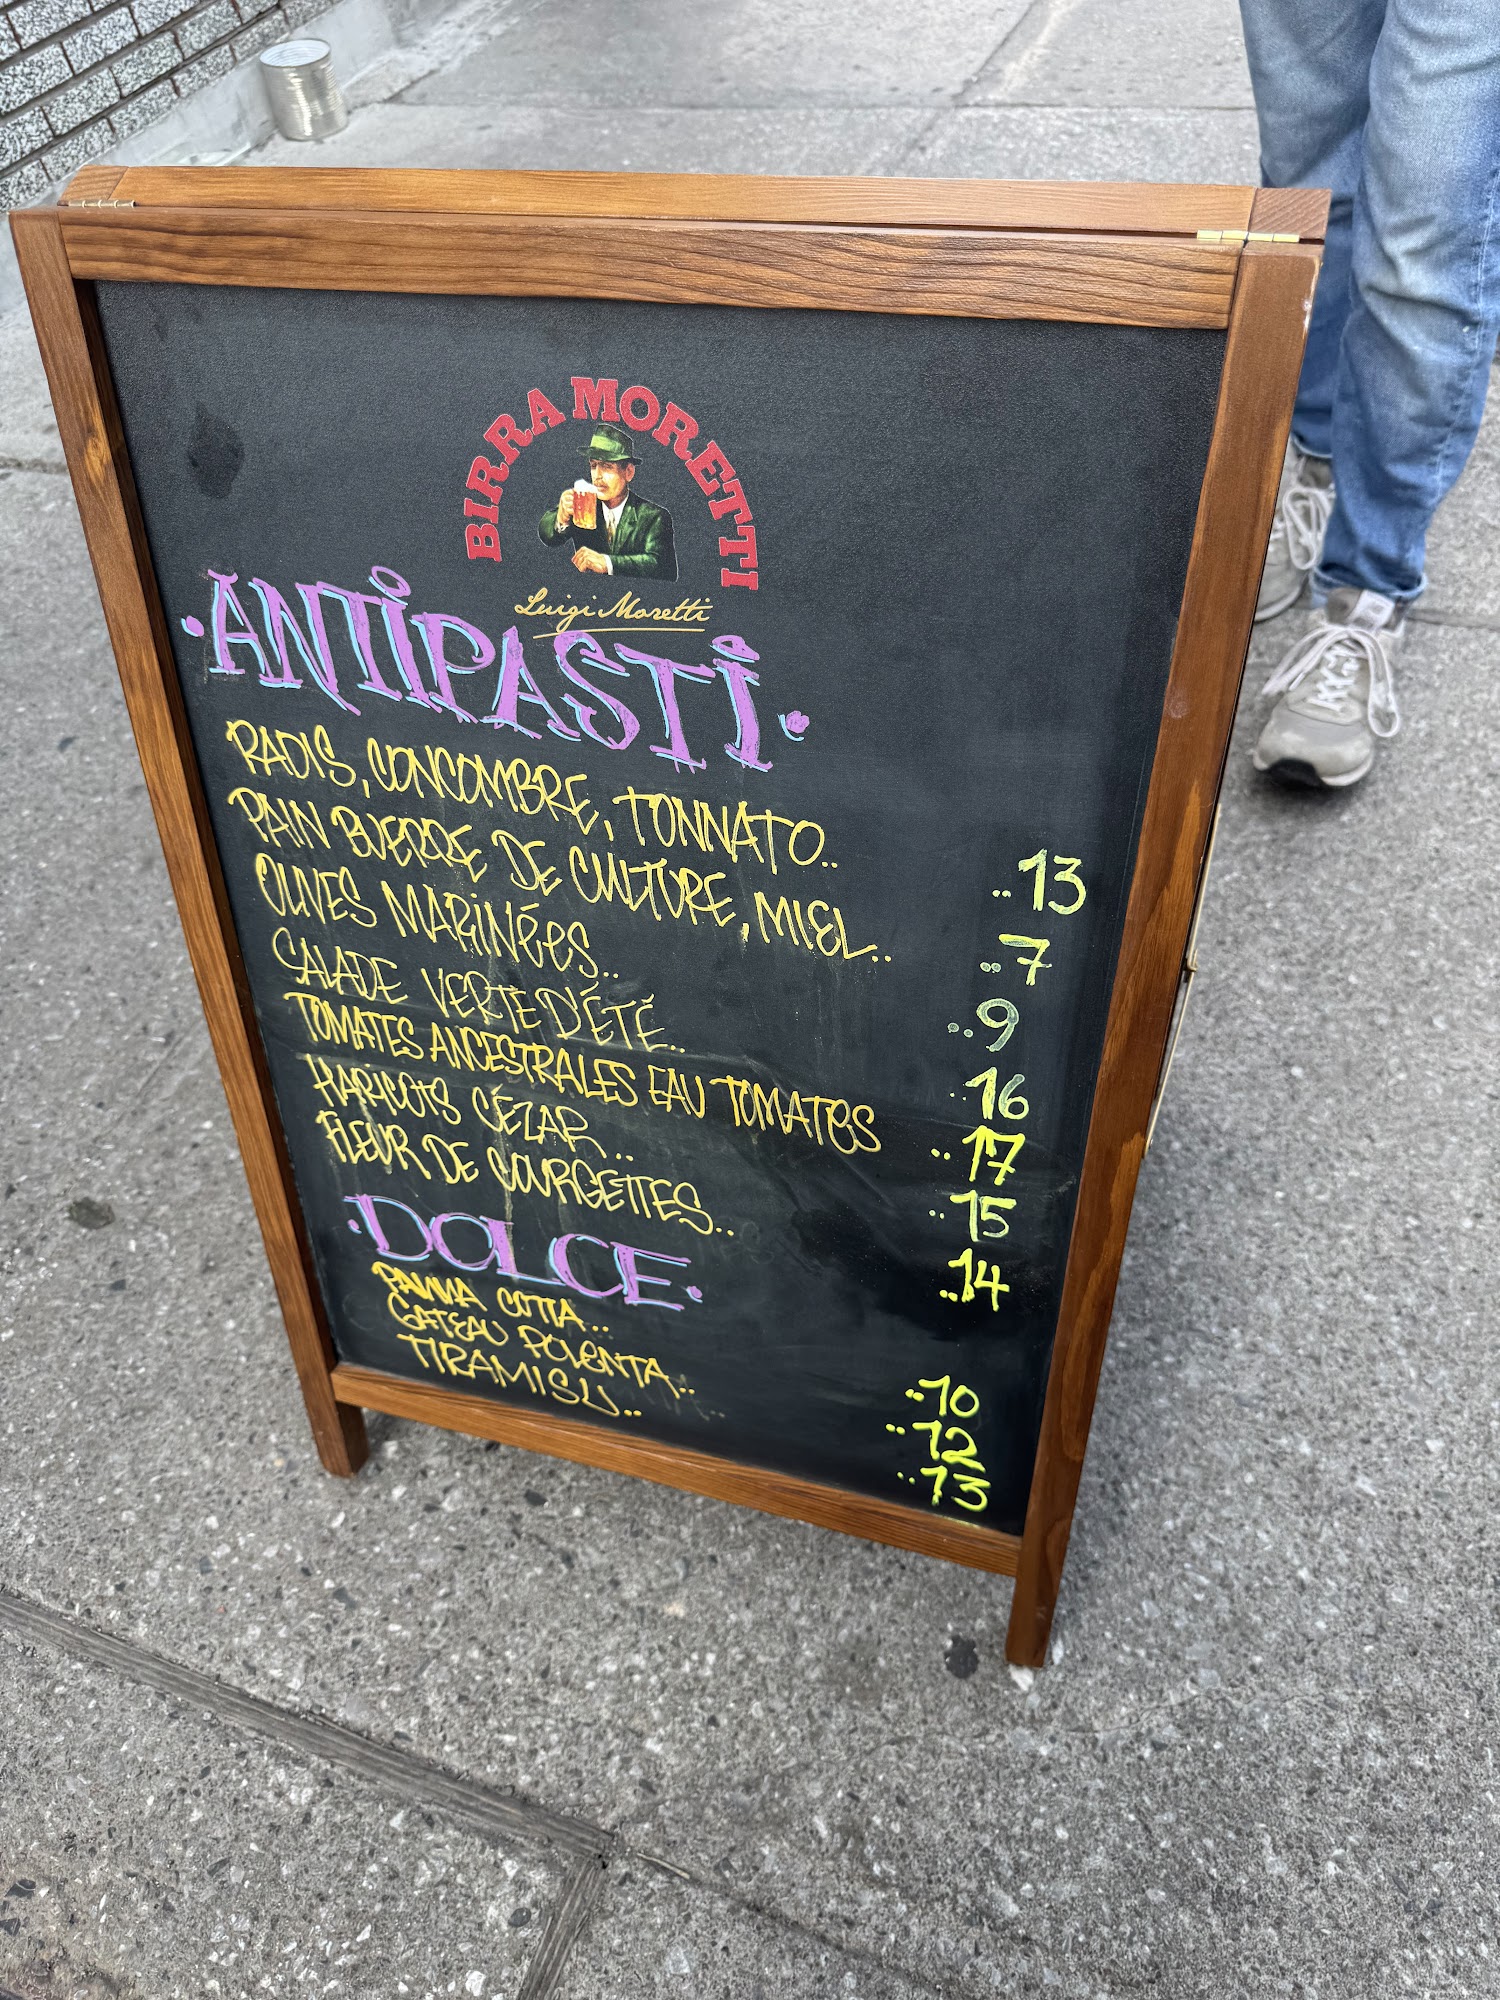 BIRRA MORETTI
Luigi Moretti
·ANTiPASTi·
RADIS, CONCOMBRE, TONNATO.. ..13
PAIN BUERRE DE CULTURE, MIEL.. ..7
OLIVES MARiNÉES.. ..9
SALADE VERTE D'ÉTÉ.. ..16
TOMATES ANCESTRALES EAU TOMATES ..17
HARICOTS CÉZAR.. ..15
FLEUR DE COURGETTES.. ..14
·DOLCE·
PANNA COTTA.. ..10
GATEAU POLENTA.. ..12
TIRAMISU.. ..13